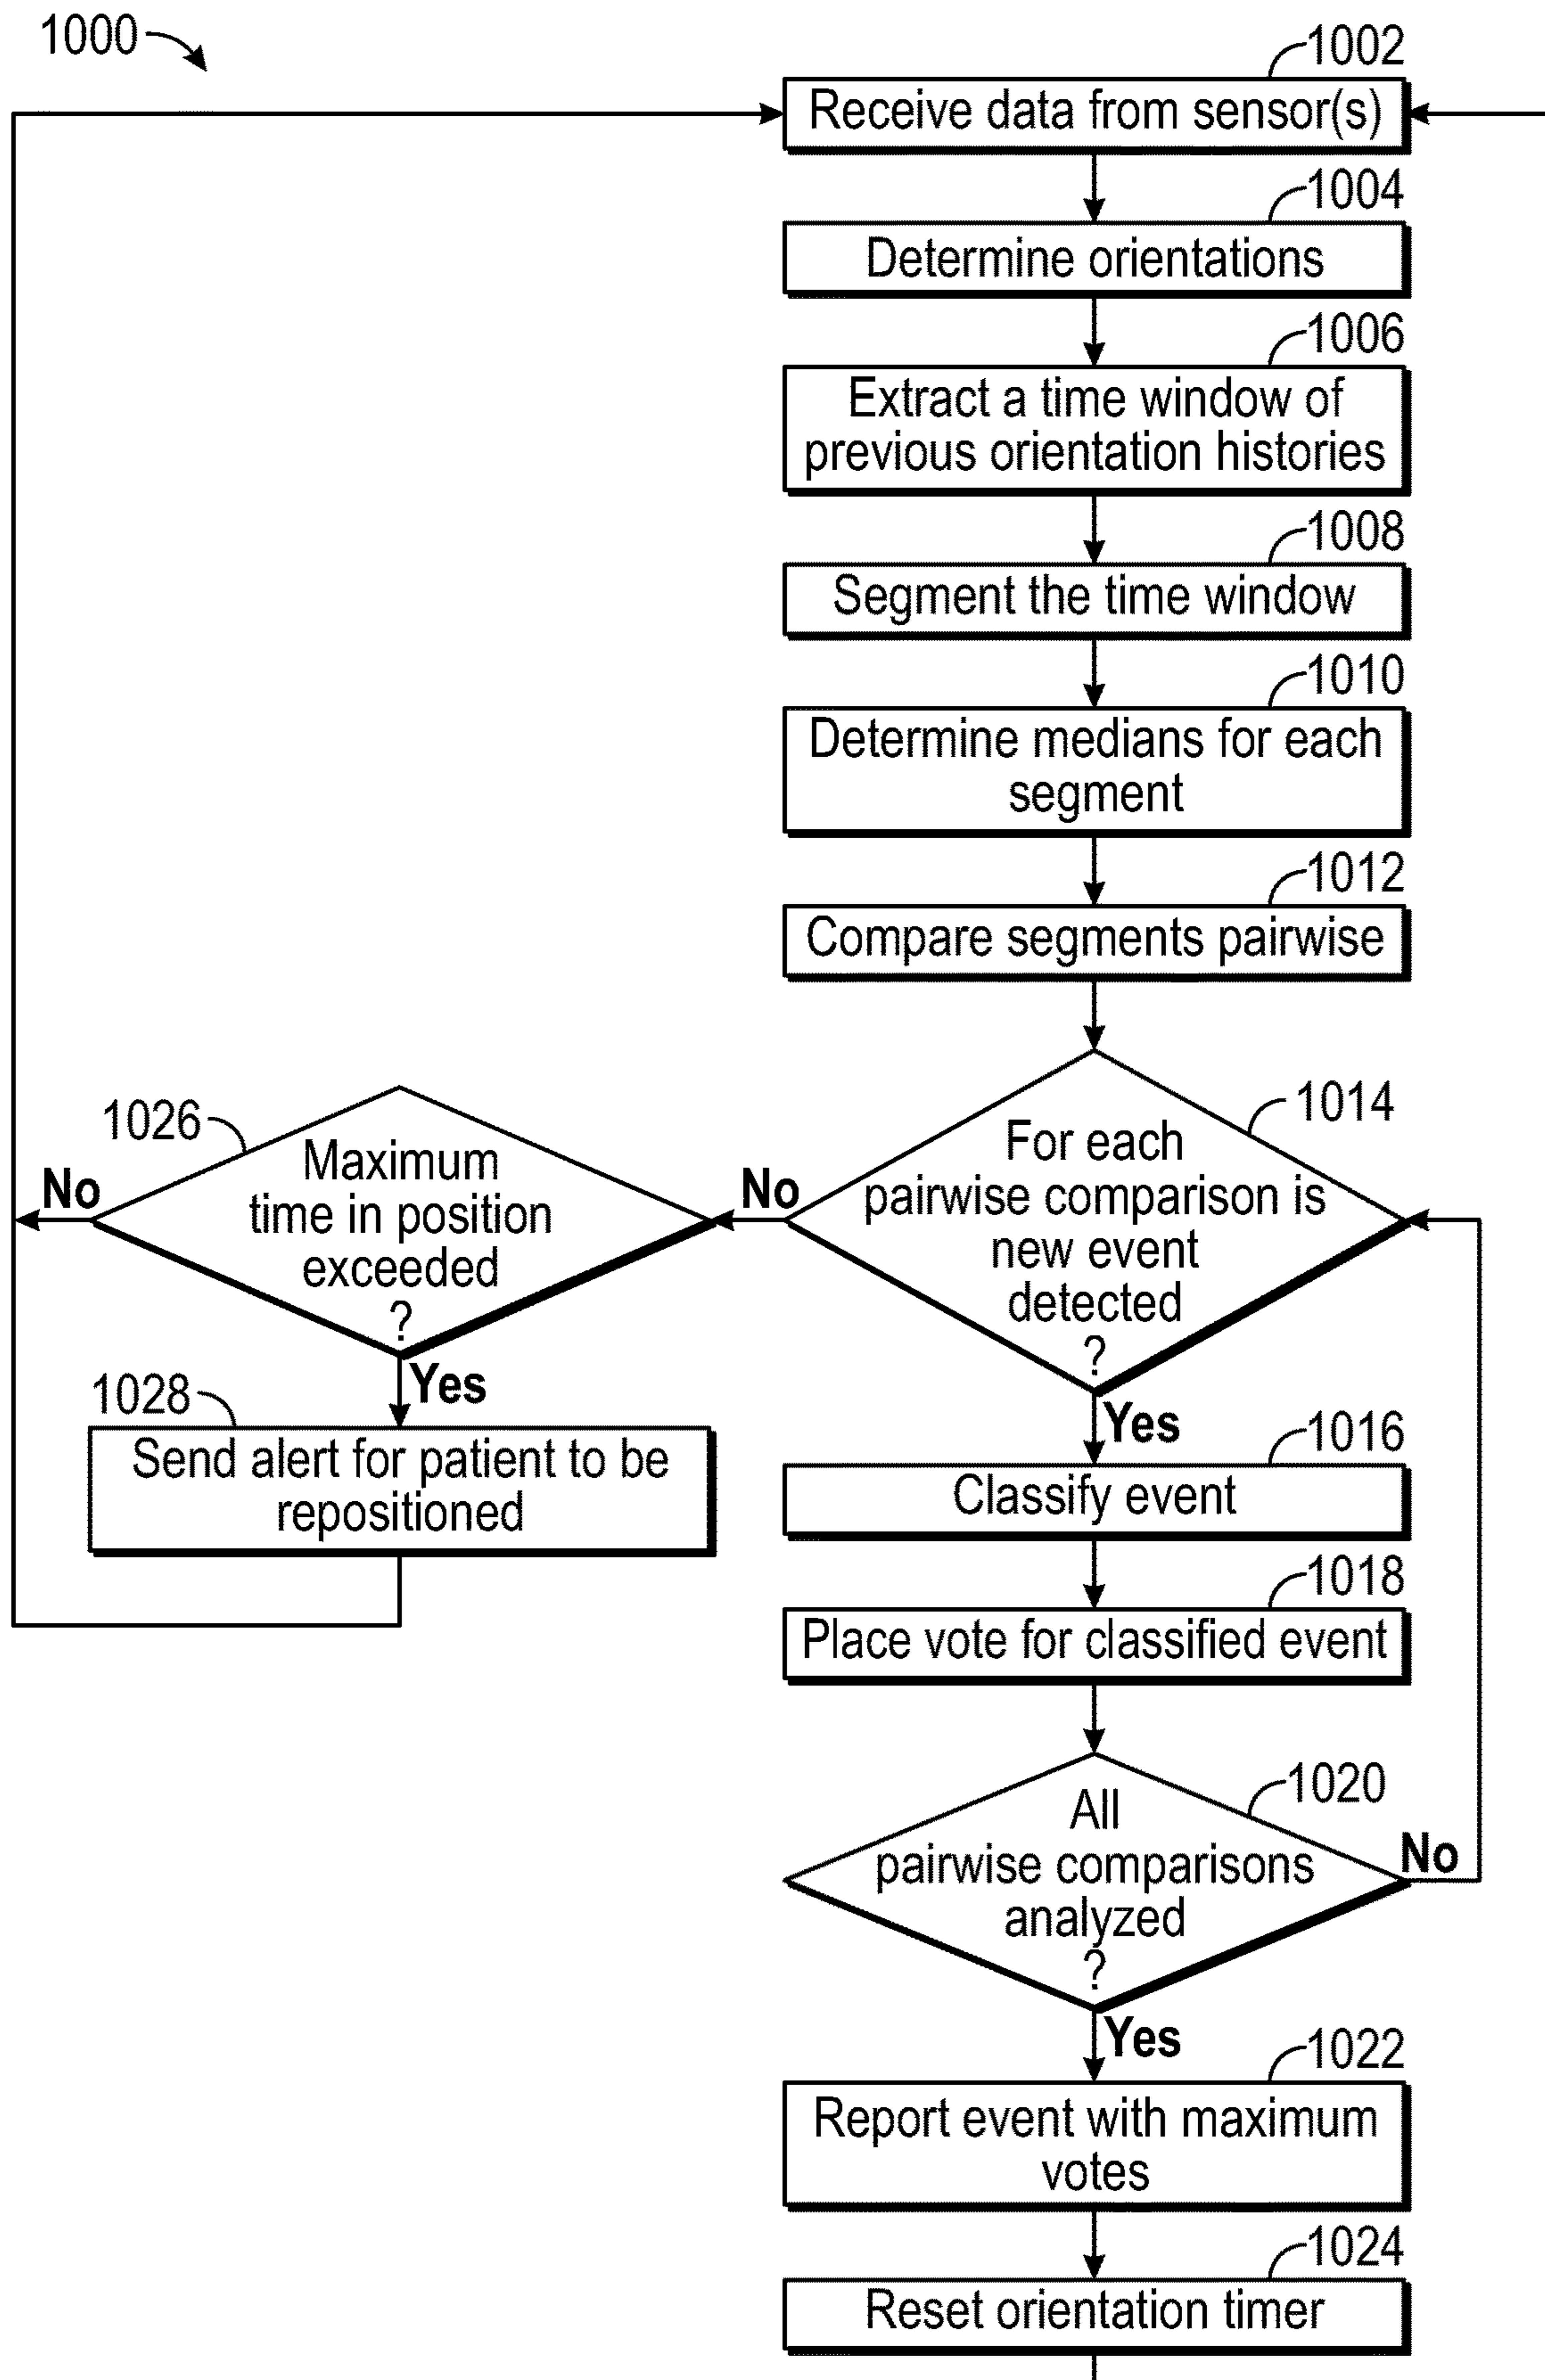 1000
1002
Receive data from sensor(s)
1004
Determine orientations
1006
Extract a time window of
previous orientation histories
1008
Segment the time window
1010
Determine medians for each
segment
1012
Compare segments pairwise
1014
For each
pairwise comparison is
new event
detected
?
No
Yes
1026
Maximum
time in position
exceeded
?
No
Yes
1028
Send alert for patient to be
repositioned
1016
Classify event
1018
Place vote for classified event
1020
All
pairwise comparisons
analyzed
?
No
Yes
1022
Report event with maximum
votes
1024
Reset orientation timer